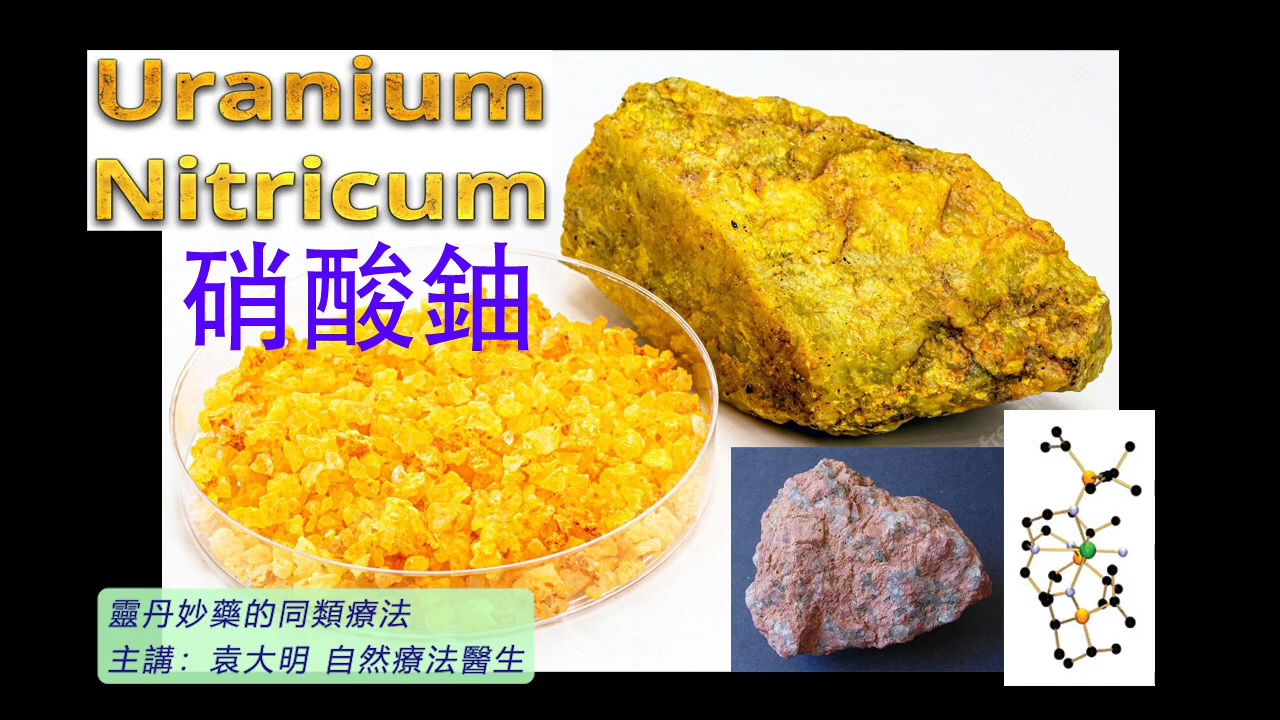 Uranium
Nitricum
硝酸鈾
靈丹妙藥的同類療法
主講：袁大明 自然療法醫生